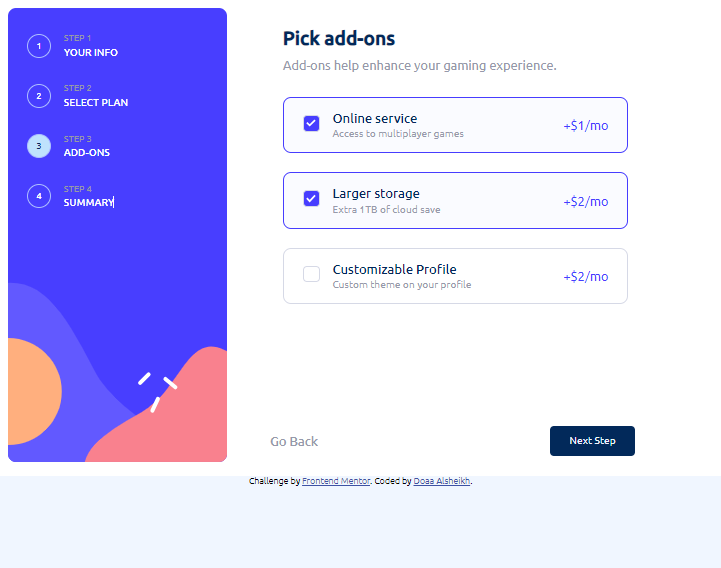 1
STEP 1
YOUR INFO
2
STEP 2
SELECT PLAN
3
STEP 3
ADD-ONS
4
STEP 4
SUMMARY
Pick add-ons
Add-ons help enhance your gaming experience.
Online service
Access to multiplayer games
+$1/mo
Larger storage
Extra 1TB of cloud save
+$2/mo
Customizable Profile
Custom theme on your profile
+$2/mo
Go Back
Next Step
Challenge by Frontend Mentor. Coded by Doaa Alsheikh.